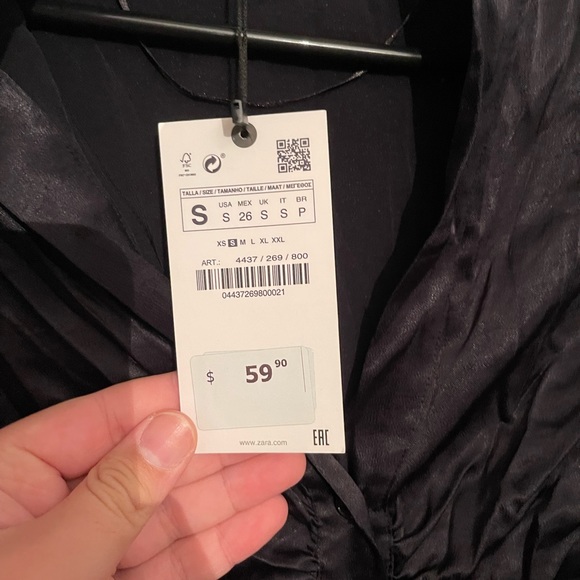 FSC
TALLA / SIZE / TAMANHO / TAILLE / MAAT / ΜΕΓΕΘΟΣ
S
USA MEX UK IT BR
S 26 S S P
XS S M L XL XXL
ART.: 4437 / 269 / 800
04437269800021
$ 59 90
www.zara.com EAC